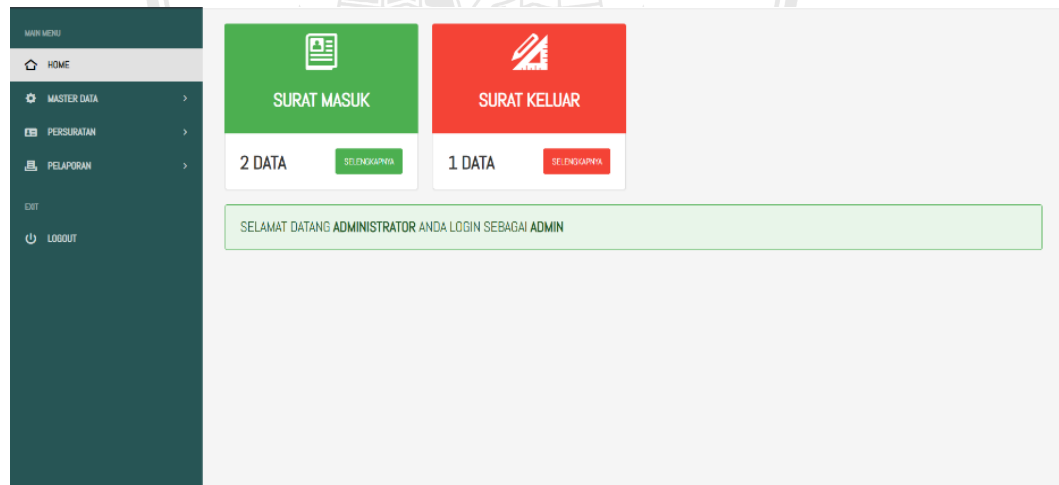 MAIN MENU
HOME
MASTER DATA
PERSURATAN
PELAPORAN
EXIT
LOGOUT
SURAT MASUK
2 DATA
SELENGKAPNYA
SURAT KELUAR
1 DATA
SELENGKAPNYA
SELAMAT DATANG ADMINISTRATOR ANDA LOGIN SEBAGAI ADMIN